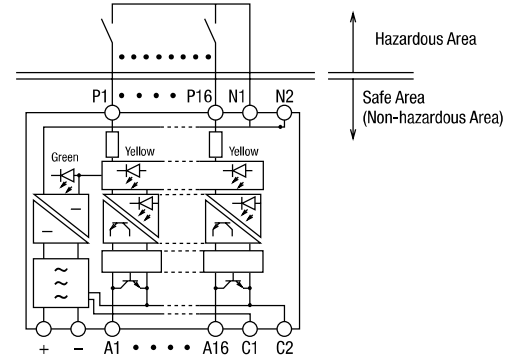 Hazardous Area
Safe Area
(Non-hazardous Area)
P1 • • • • P16 N1 N2
Green
Yellow
Yellow
+ − A1 • • • • A16 C1 C2